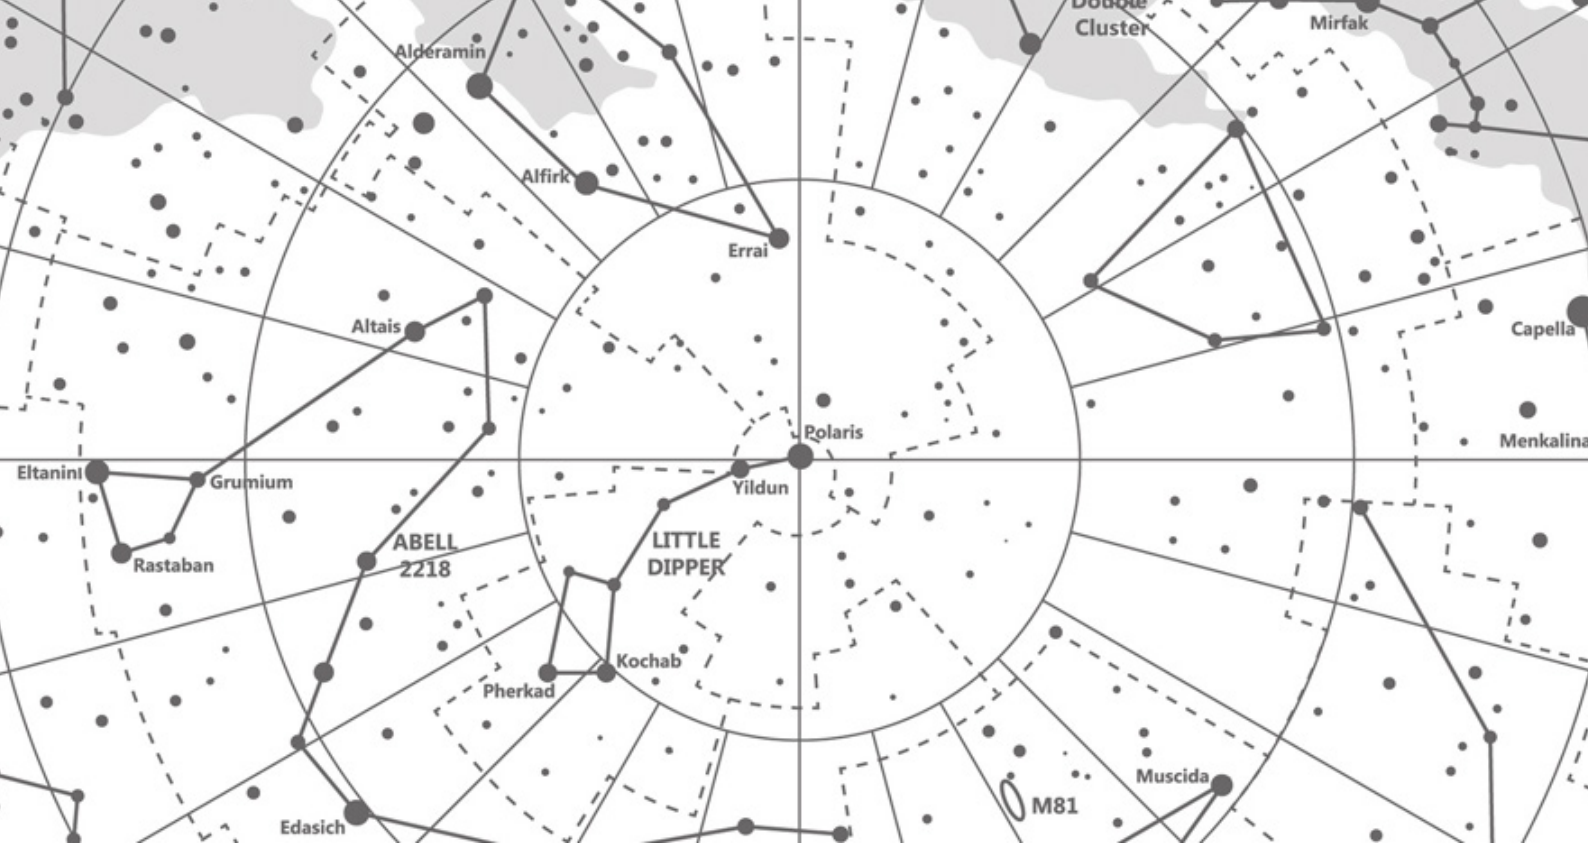 Double
Cluster
Mirfak
Alderamin
Alfirk
Errai
Altais
Capella
Polaris
Menkalina
Eltanin
Grumium
Yildun
ABELL
2218
LITTLE
DIPPER
Rastaban
Kochab
Pherkad
Muscida
M81
Edasich